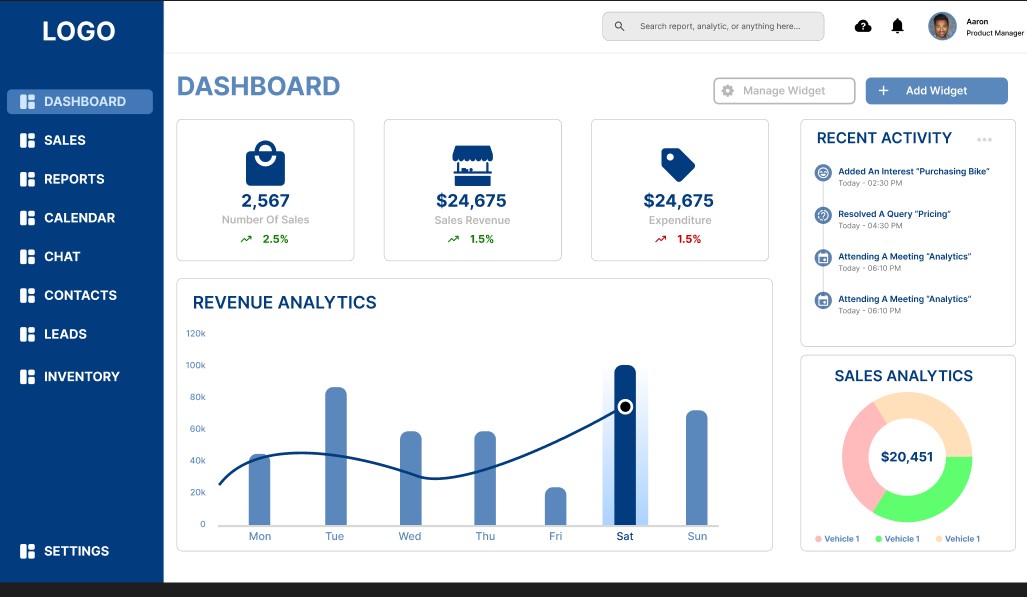 LOGO
DASHBOARD
SALES
REPORTS
CALENDAR
CHAT
CONTACTS
LEADS
INVENTORY
SETTINGS
Search report, analytic, or anything here...
Aaron
Product Manager
DASHBOARD
Manage Widget
+ Add Widget
2,567
Number Of Sales
2.5%
$24,675
Sales Revenue
1.5%
$24,675
Expenditure
1.5%
REVENUE ANALYTICS
120k
100k
80k
60k
40k
20k
0
Mon Tue Wed Thu Fri Sat Sun
RECENT ACTIVITY
Added An Interest “Purchasing Bike”
Today - 02:30 PM
Resolved A Query “Pricing”
Today - 04:30 PM
Attending A Meeting “Analytics”
Today - 06:10 PM
Attending A Meeting “Analytics”
Today - 06:10 PM
SALES ANALYTICS
$20,451
Vehicle 1 Vehicle 1 Vehicle 1